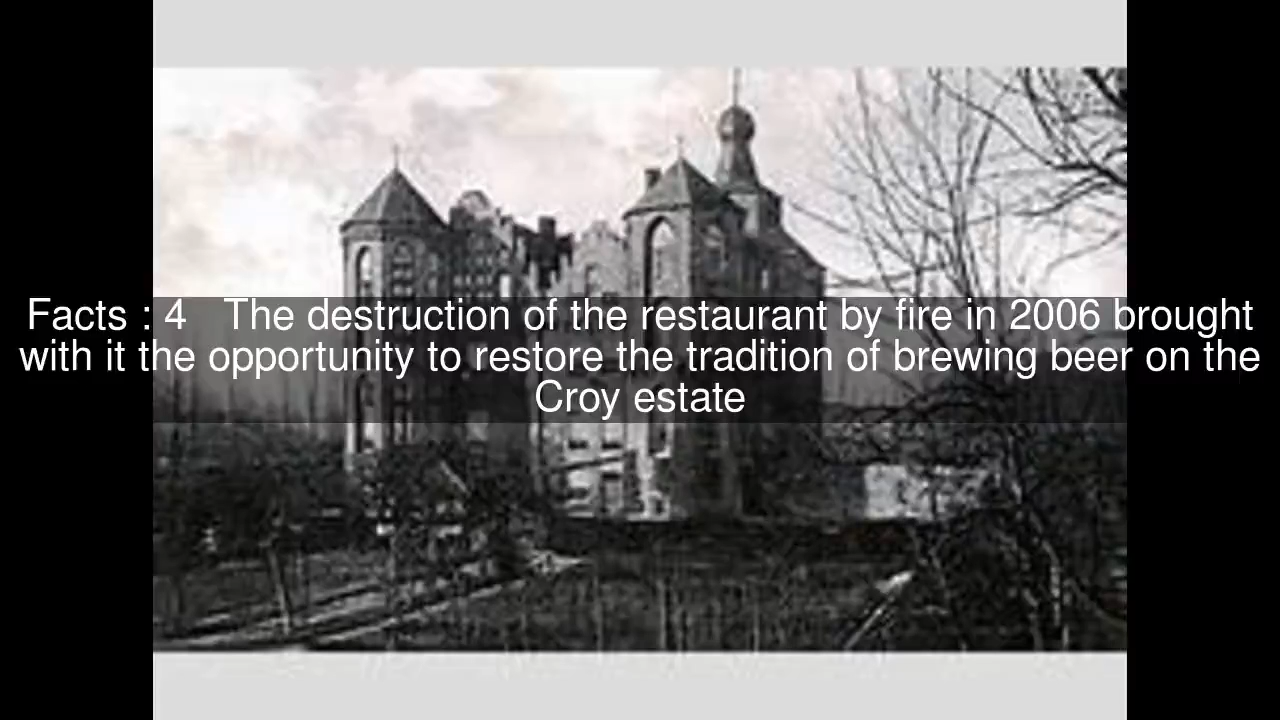 Facts : 4 The destruction of the restaurant by fire in 2006 brought
with it the opportunity to restore the tradition of brewing beer on the
Croy estate